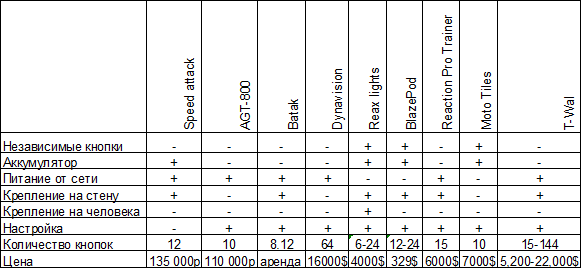 Speed attack AGT-800 Batak Dynavision Reax lights BlazePod Reaction Pro Trainer Moto Tiles T-Wal
Независимые кнопки - - - - + + - + -
Аккумулятор + - - - + + - + -
Питание от сети + + + + - - + - +
Крепление на стену + - + - + + + - +
Крепление на человека - - - - + - - - -
Настройка - + + + + + + + +
Количество кнопок 12 10 8.12 64 6-24 12-24 15 10 15-144
Цена 135 000р 110 000р аренда 16000$ 4000$ 329$ 6000$ 7000$ 5,200-22,000$